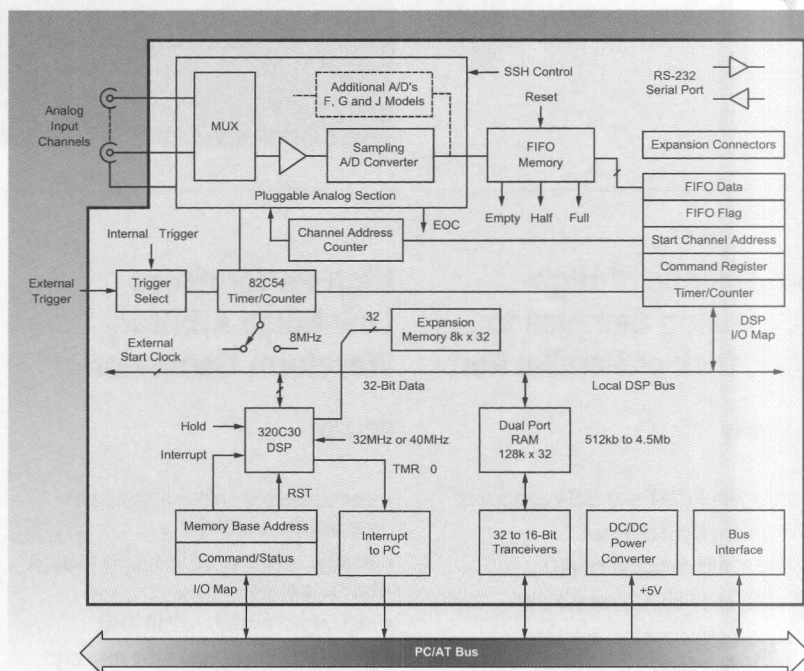 SSH Control
RS-232
Serial Port
Additional A/D's
F, G and J Models
Reset
Analog
Input
Channels
MUX
Sampling
A/D Converter
FIFO
Memory
Expansion Connectors
Pluggable Analog Section
FIFO Data
Empty
Half
Full
FIFO Flag
EOC
Internal Trigger
Channel Address
Counter
Start Channel Address
External
Trigger
Trigger
Select
82C54
Timer/Counter
Command Register
Timer/Counter
32
Expansion
Memory 8k x 32
DSP
I/O Map
External
Start Clock
8MHz
32-Bit Data
Local DSP Bus
Hold
320C30
DSP
32MHz or 40MHz
Dual Port
RAM
128k x 32
512kb to 4.5Mb
Interrupt
TMR 0
RST
Memory Base Address
Command/Status
Interrupt
to PC
32 to 16-Bit
Tranceivers
DC/DC
Power
Converter
Bus
Interface
I/O Map
+5V
PC/AT Bus